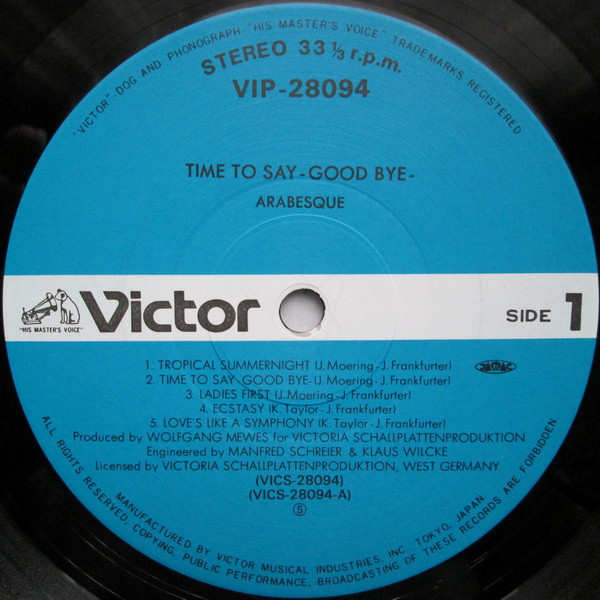 "VICTOR"-DOG AND PHONOGRAPH-"HIS MASTER'S VOICE" TRADE MARKS REGISTERED
STEREO 33 1/3 r.p.m.
VIP-28094
TIME TO SAY -GOOD BYE-
ARABESQUE
"HIS MASTER'S VOICE"
Victor
SIDE 1
1. TROPICAL SUMMERNIGHT (J. Moering - J. Frankfurter)
JASRAC
2. TIME TO SAY-GOOD BYE- (J. Moering - J. Frankfurter)
3. LADIES FIRST (J. Moering - J. Frankfurter)
4. ECSTASY (K. Taylor - J. Frankfurter)
5. LOVE'S LIKE A SYMPHONY (K. Taylor - J. Frankfurter)
Produced by WOLFGANG MEWES for VICTORIA SCHALLPLATTENPRODUKTION
Engineered by MANFRED SCHREIER & KLAUS WILCKE
Licensed by VICTORIA SCHALLPLATTENPRODUKTION, WEST GERMANY
(VICS-28094)
(VICS-28094-A)
⑤
MANUFACTURED BY VICTOR MUSICAL INDUSTRIES, INC. TOKYO, JAPAN.
ALL RIGHTS RESERVED. COPYING, PUBLIC PERFORMANCE, BROADCASTING OF THESE RECORDS ARE FORBIDDEN